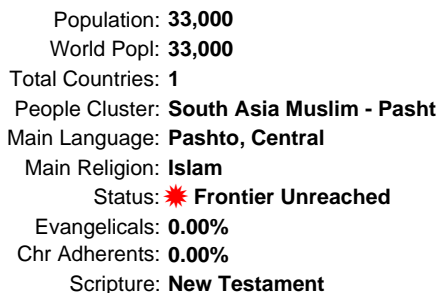 Population: 33,000
World Popl: 33,000
Total Countries: 1
People Cluster: South Asia Muslim - Pasht
Main Language: Pashto, Central
Main Religion: Islam
Status: Frontier Unreached
Evangelicals: 0.00%
Chr Adherents: 0.00%
Scripture: New Testament